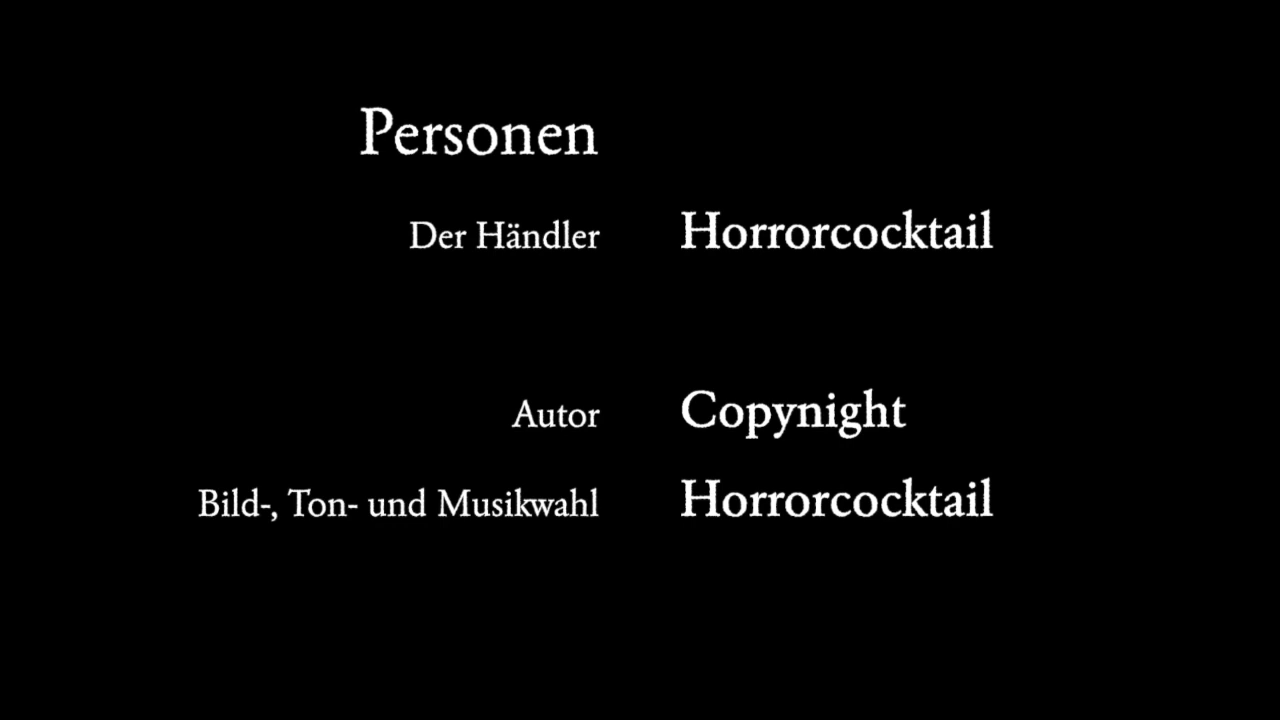 Personen
Der Händler Horrorcocktail
Autor Copynight
Bild-, Ton- und Musikwahl Horrorcocktail